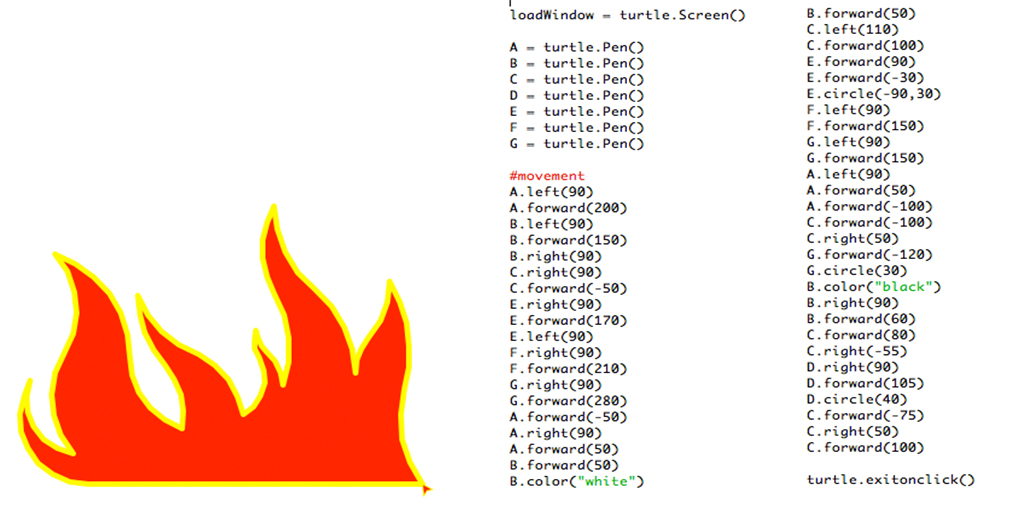 loadWindow = turtle.Screen()
A = turtle.Pen()
B = turtle.Pen()
C = turtle.Pen()
D = turtle.Pen()
E = turtle.Pen()
F = turtle.Pen()
G = turtle.Pen()
#movement
A.left(90)
A.forward(200)
B.left(90)
B.forward(150)
B.right(90)
C.right(90)
C.forward(-50)
E.right(90)
E.forward(170)
E.left(90)
F.right(90)
F.forward(210)
G.right(90)
G.forward(280)
A.forward(-50)
A.right(90)
A.forward(50)
B.forward(50)
B.color("white")
B.forward(50)
C.left(110)
C.forward(100)
E.forward(90)
E.forward(-30)
E.circle(-90,30)
F.left(90)
F.forward(150)
G.left(90)
G.forward(150)
A.left(90)
A.forward(50)
A.forward(-100)
C.forward(-100)
C.right(50)
G.forward(-120)
G.circle(30)
B.color("black")
B.right(90)
B.forward(60)
C.forward(80)
C.right(-55)
D.right(90)
D.forward(105)
D.circle(40)
C.forward(-75)
C.right(50)
C.forward(100)
turtle.exitonclick()